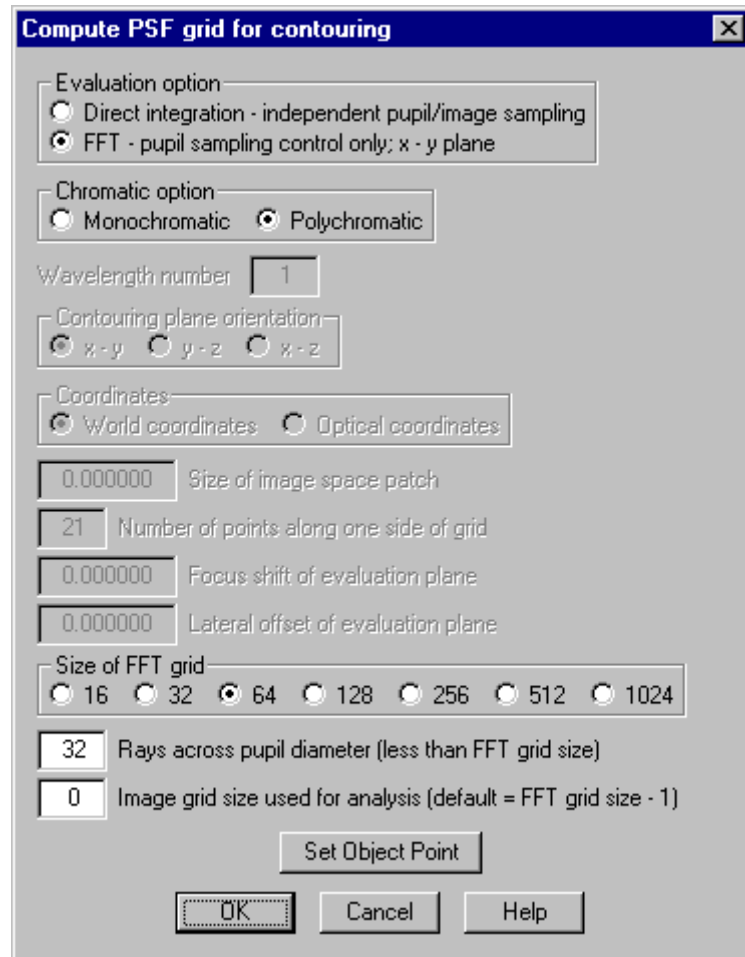 Compute PSF grid for contouring
Evaluation option
Direct integration - independent pupil/image sampling
FFT - pupil sampling control only; x - y plane
Chromatic option
Monochromatic Polychromatic
Wavelength number 1
Contouring plane orientation
x - y y - z x - z
Coordinates
World coordinates Optical coordinates
0.000000 Size of image space patch
21 Number of points along one side of grid
0.000000 Focus shift of evaluation plane
0.000000 Lateral offset of evaluation plane
Size of FFT grid
16 32 64 128 256 512 1024
32 Rays across pupil diameter (less than FFT grid size)
0 Image grid size used for analysis (default = FFT grid size - 1)
Set Object Point
OK Cancel Help